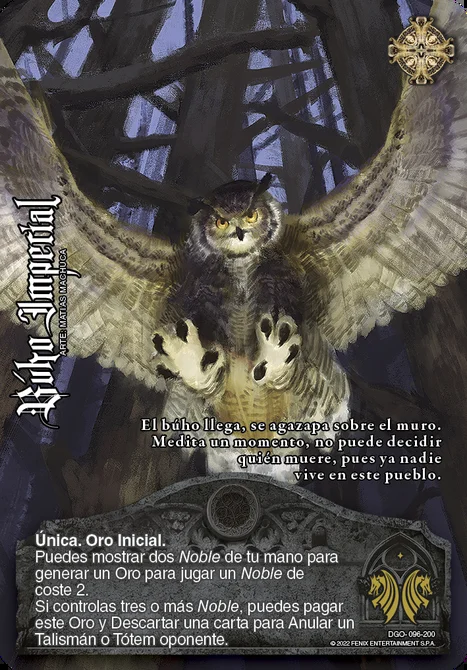 Búho Imperial
ARTE: MATIAS MACHUCA
El búho llega, se agazapa sobre el muro.
Medita un momento, no puede decidir
quién muere, pues ya nadie
vive en este pueblo.
Única. Oro Inicial.
Puedes mostrar dos Noble de tu mano para
generar un Oro para jugar un Noble de
coste 2.
Si controlas tres o más Noble, puedes pagar
este Oro y Descartar una carta para Anular un
Talismán o Tótem oponente.
DGO- 096-200
© 2022 FENIX ENTERTAINMENT S.P.A.